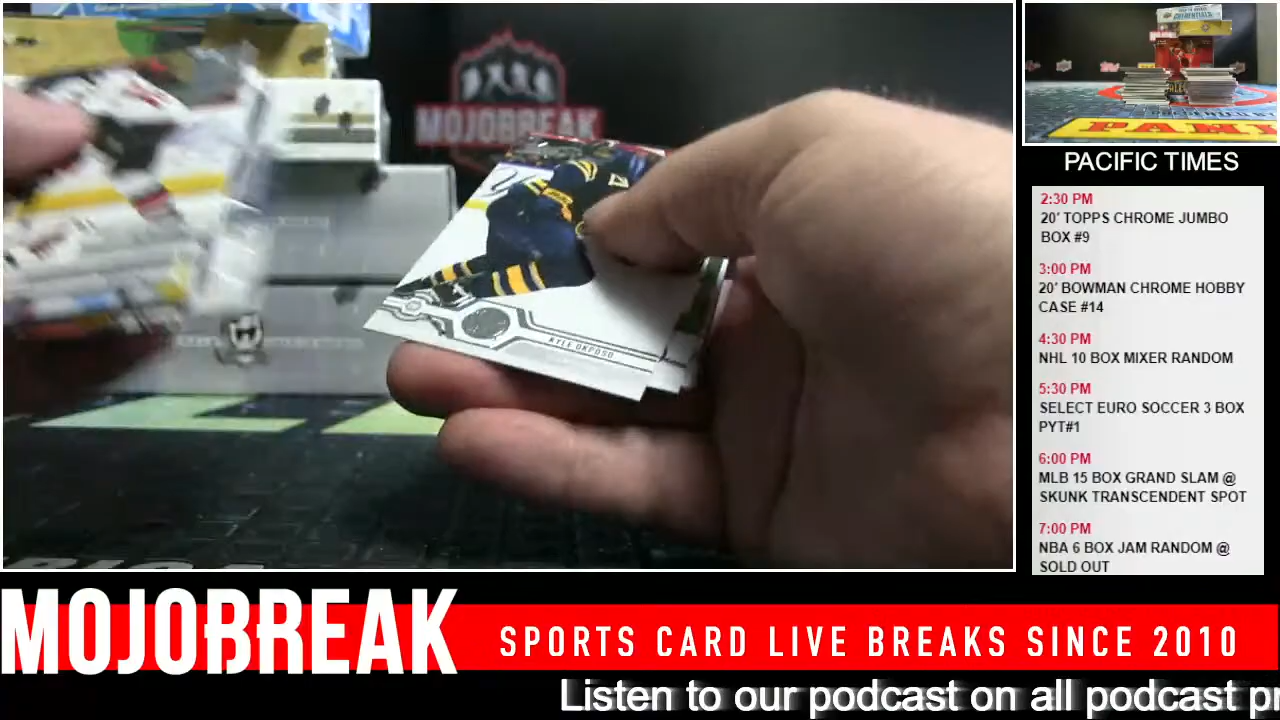 MOJOBREAK
KYLE OKPOSO
CREDENTIALS
PANINI
PACIFIC TIMES
2:30 PM
20' TOPPS CHROME JUMBO
BOX #9
3:00 PM
20' BOWMAN CHROME HOBBY
CASE #14
4:30 PM
NHL 10 BOX MIXER RANDOM
5:30 PM
SELECT EURO SOCCER 3 BOX
PYT#1
6:00 PM
MLB 15 BOX GRAND SLAM @
SKUNK TRANSCENDENT SPOT
7:00 PM
NBA 6 BOX JAM RANDOM @
SOLD OUT
MOJOBREAK
SPORTS CARD LIVE BREAKS SINCE 2010
Listen to our podcast on all podcast pr